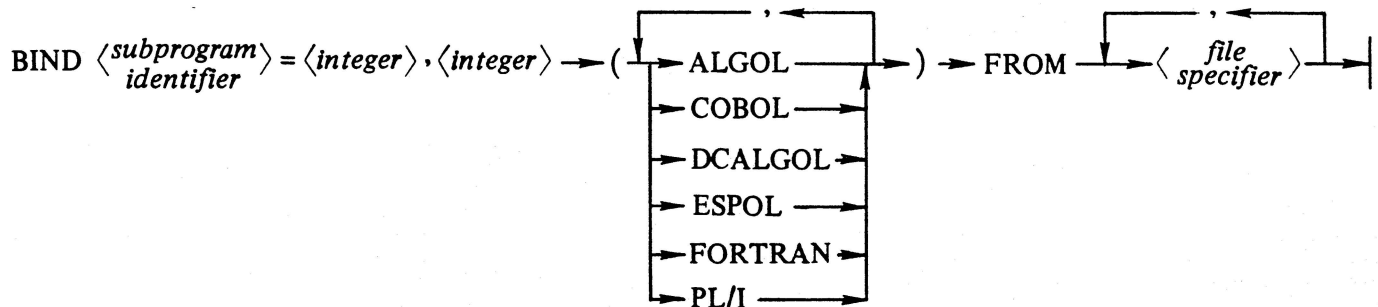 , ,
BIND ⟨subprogram identifier⟩ = ⟨integer⟩, ⟨integer⟩ ( ALGOL ) FROM ⟨file specifier⟩
COBOL
DCALGOL
ESPOL
FORTRAN
PL/I